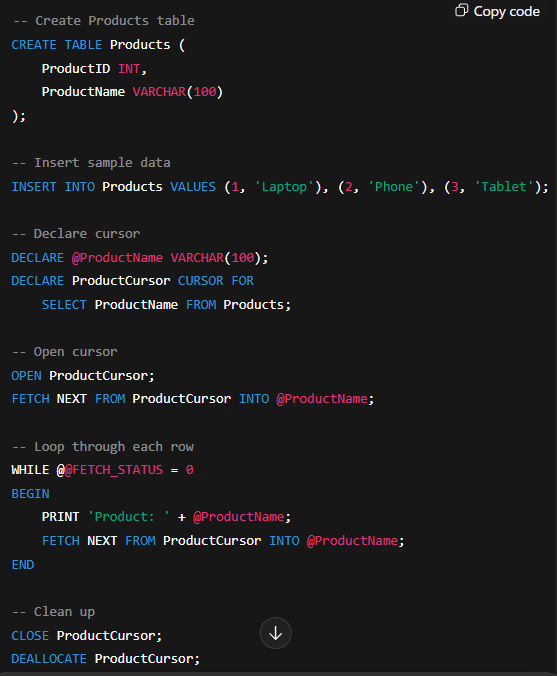 Copy code
-- Create Products table
CREATE TABLE Products (
    ProductID INT,
    ProductName VARCHAR(100)
);
-- Insert sample data
INSERT INTO Products VALUES (1, 'Laptop'), (2, 'Phone'), (3, 'Tablet');
-- Declare cursor
DECLARE @ProductName VARCHAR(100);
DECLARE ProductCursor CURSOR FOR
    SELECT ProductName FROM Products;
-- Open cursor
OPEN ProductCursor;
FETCH NEXT FROM ProductCursor INTO @ProductName;
-- Loop through each row
WHILE @@FETCH_STATUS = 0
BEGIN
    PRINT 'Product: ' + @ProductName;
    FETCH NEXT FROM ProductCursor INTO @ProductName;
END
-- Clean up
CLOSE ProductCursor;
DEALLOCATE ProductCursor;